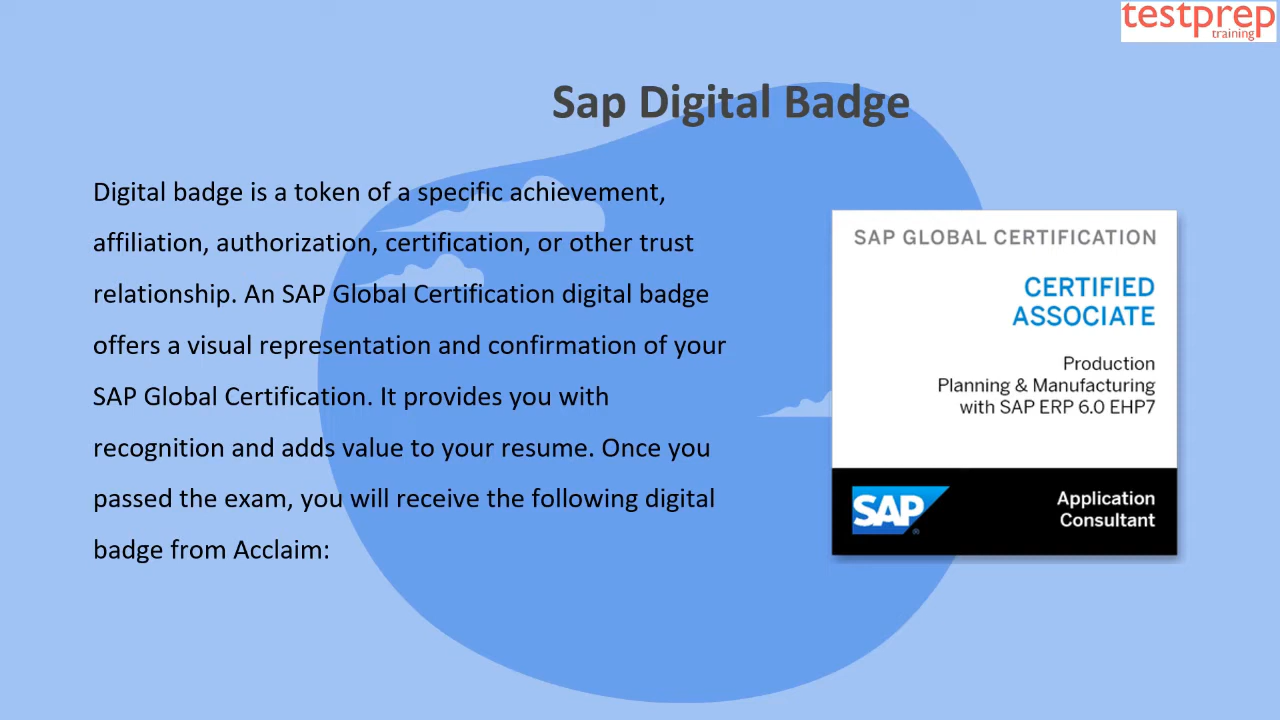 testprep
training
Sap Digital Badge
Digital badge is a token of a specific achievement,
affiliation, authorization, certification, or other trust
relationship. An SAP Global Certification digital badge
offers a visual representation and confirmation of your
SAP Global Certification. It provides you with
recognition and adds value to your resume. Once you
passed the exam, you will receive the following digital
badge from Acclaim:
SAP GLOBAL CERTIFICATION
CERTIFIED
ASSOCIATE
Production
Planning & Manufacturing
with SAP ERP 6.0 EHP7
SAP®
Application
Consultant